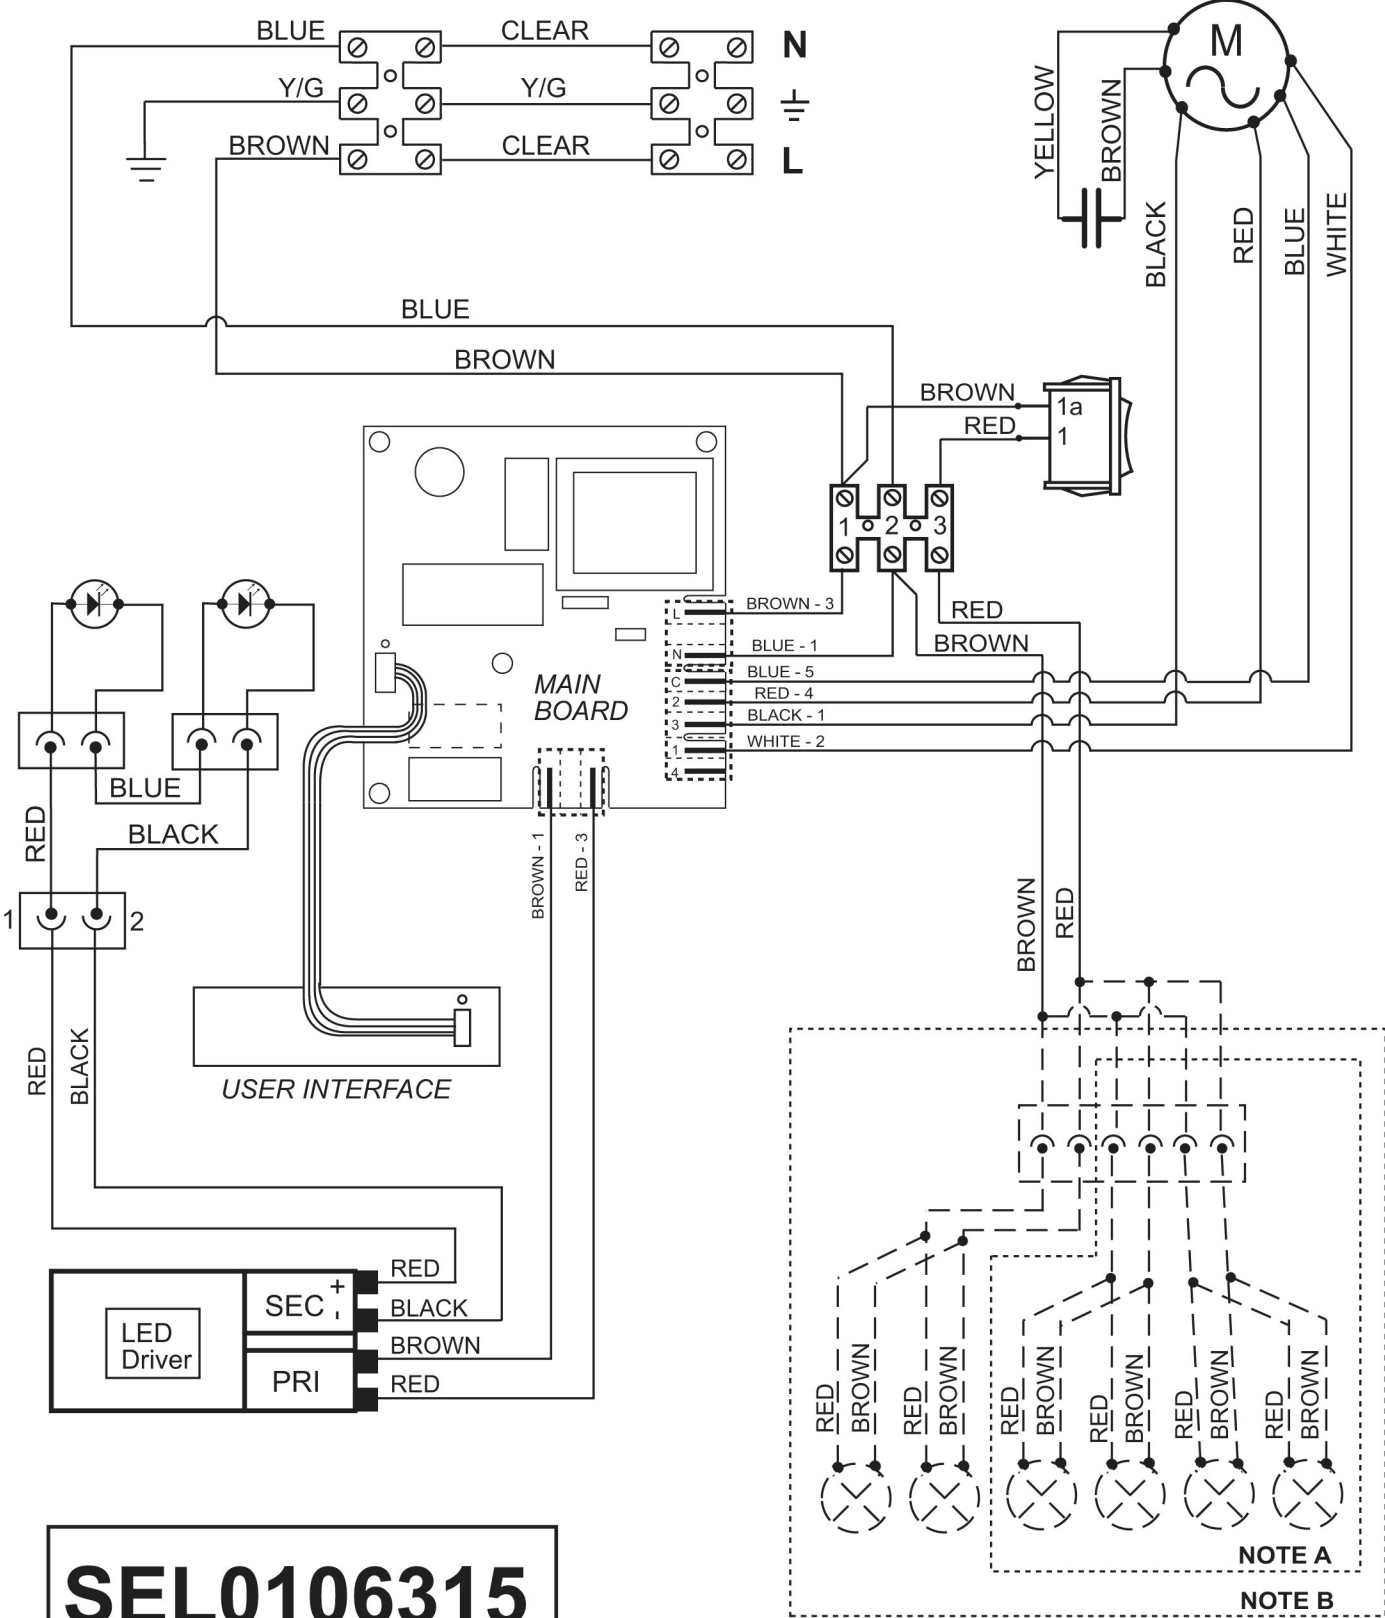 BLUE CLEAR N
Y/G Y/G
BROWN CLEAR L
M
YELLOW
BROWN
BLACK
RED
BLUE
WHITE
BLUE
BROWN
BROWN 1a
RED 1
1 2 3
L BROWN - 3
N BLUE - 1
C BLUE - 5
2 RED - 4
3 BLACK - 1
1 WHITE - 2
4
RED
BROWN
MAIN
BOARD
BLUE
RED
BLACK
1 2
BROWN - 1
RED - 3
BROWN
RED
RED
BLACK
USER INTERFACE
LED
Driver
SEC + -
PRI
RED
BLACK
BROWN
RED
RED
BROWN
RED
BROWN
RED
BROWN
RED
BROWN
RED
BROWN
RED
BROWN
NOTE A
NOTE B
SEL0106315